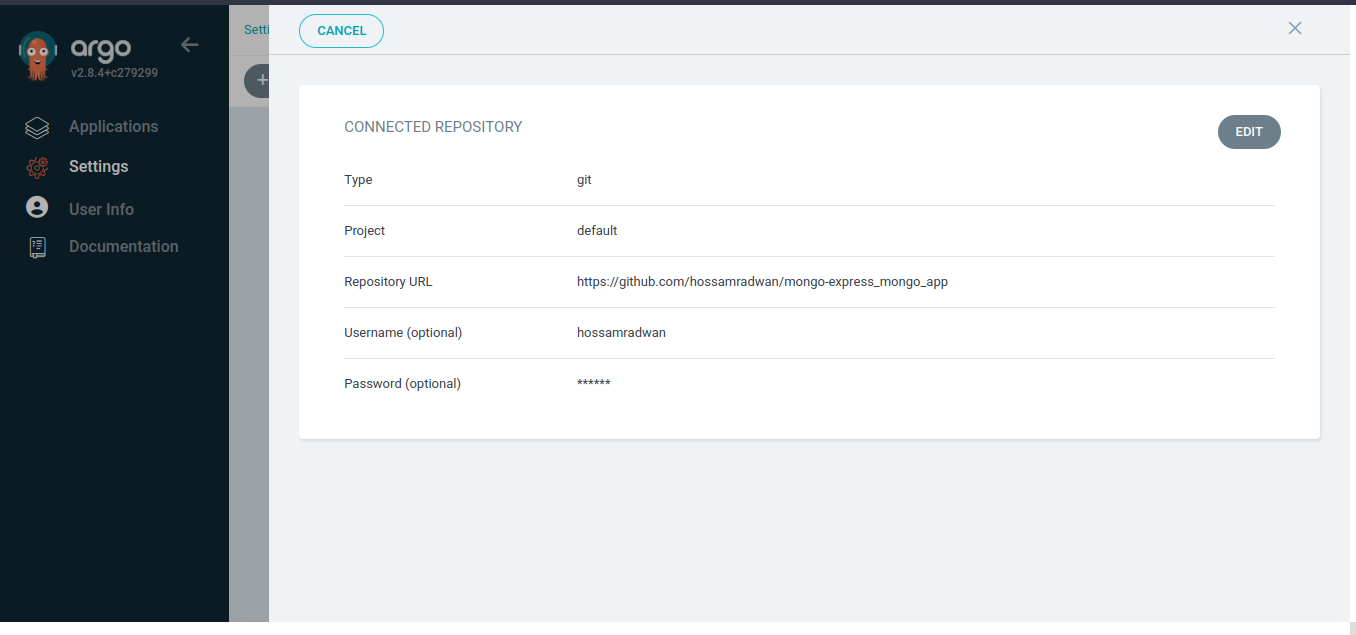 argo
v2.8.4+c279299
Applications
Settings
User Info
Documentation
Setti
+
CANCEL
CONNECTED REPOSITORY
EDIT
Type git
Project default
Repository URL https://github.com/hossamradwan/mongo-express_mongo_app
Username (optional) hossamradwan
Password (optional) ******